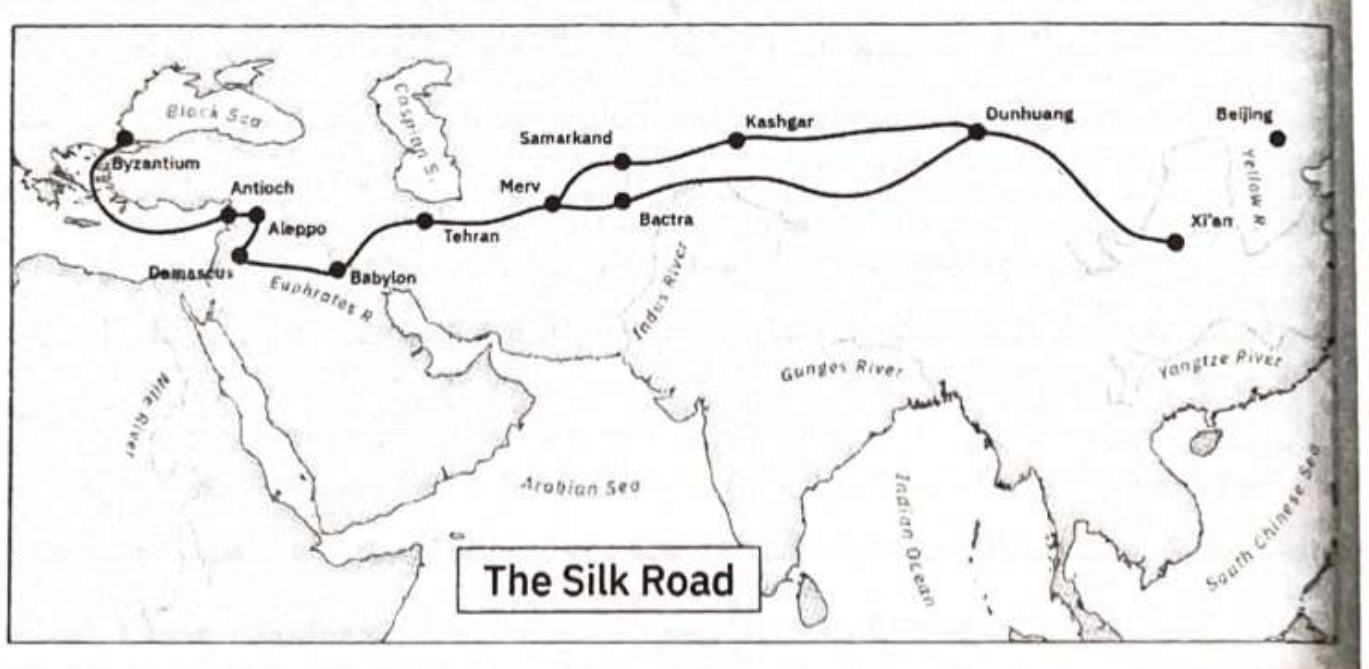 Black Sea
Caspian S.
Byzantium
Antioch
Aleppo
Damascus
Babylon
Euphrates R.
Tehran
Merv
Samarkand
Bactra
Kashgar
Dunhuang
Beijing
Yellow R.
Xi'an
Indus River
Gunges River
Yangtze River
Nile River
Arabian Sea
Indian Ocean
South Chinese Sea
The Silk Road